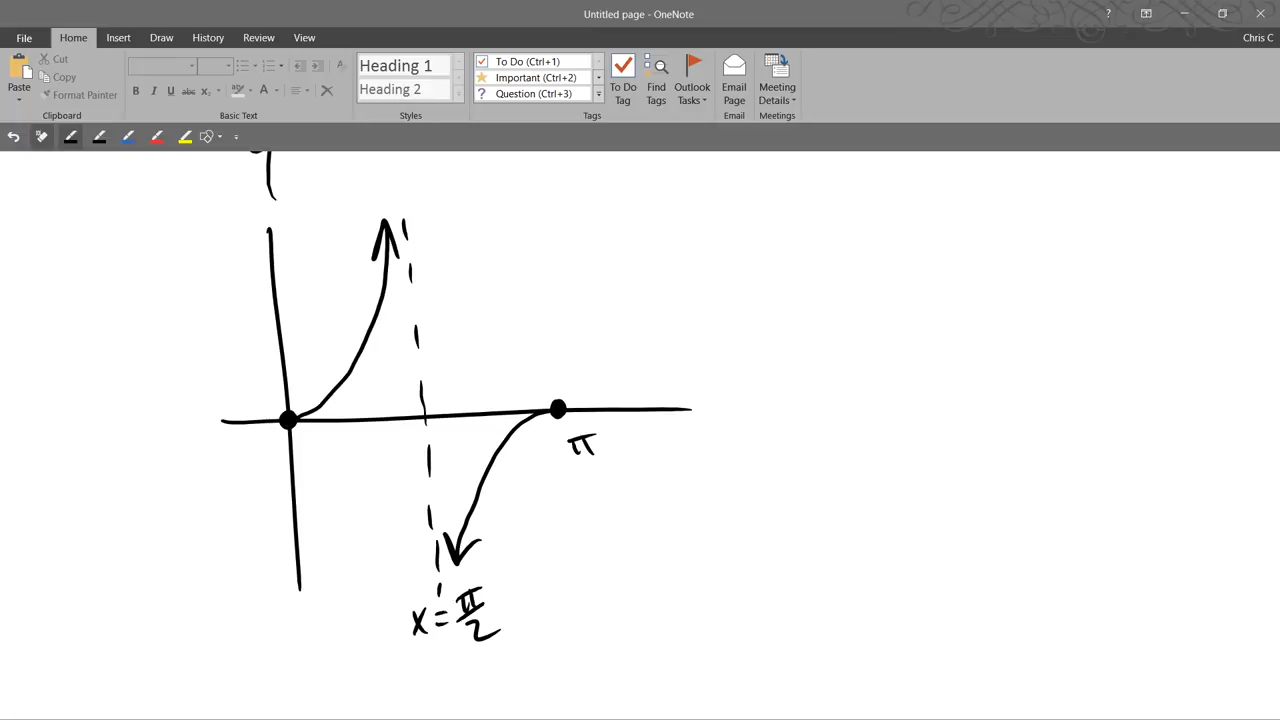 Untitled page - OneNote
File Home Insert Draw History Review View Chris C
Paste
Cut
Copy
Format Painter
Clipboard
B I U abc x₂ A
Basic Text
Heading 1
Heading 2
Styles
To Do (Ctrl+1)
Important (Ctrl+2)
Question (Ctrl+3)
To Do Tag
Find Tags
Outlook Tasks
Tags
Email Page
Email
Meeting Details
Meetings
π
x = π/2